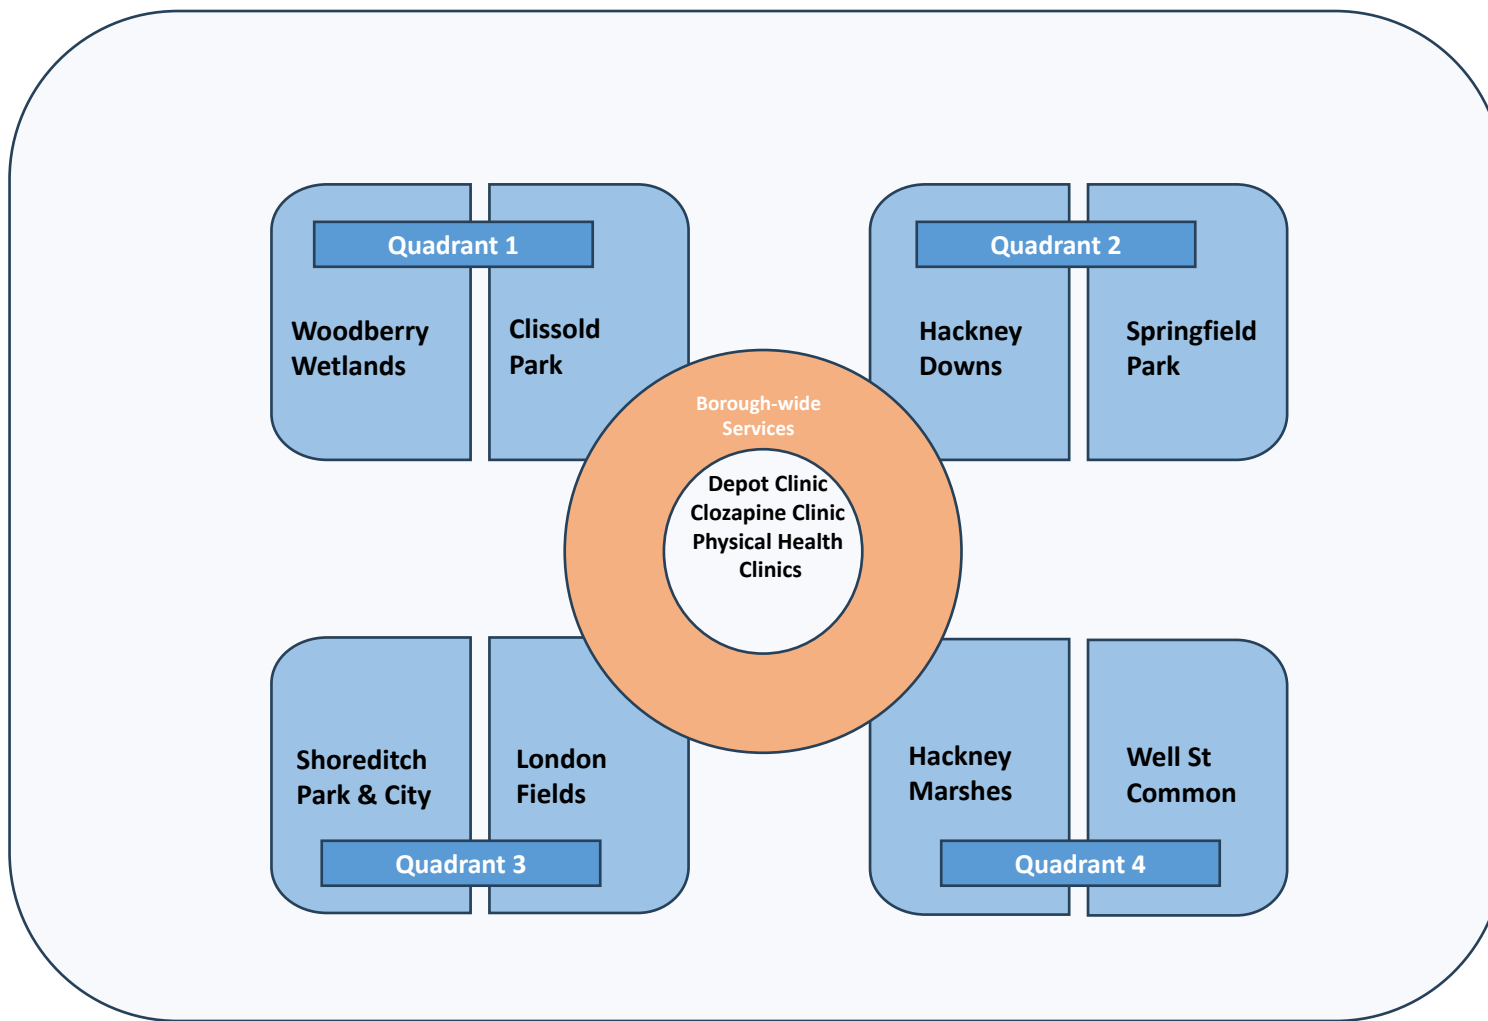 Quadrant 1
Woodberry
Wetlands
Clissold
Park
Quadrant 2
Hackney
Downs
Springfield
Park
Borough-wide
Services
Depot Clinic
Clozapine Clinic
Physical Health
Clinics
Shoreditch
Park & City
London
Fields
Quadrant 3
Hackney
Marshes
Well St
Common
Quadrant 4